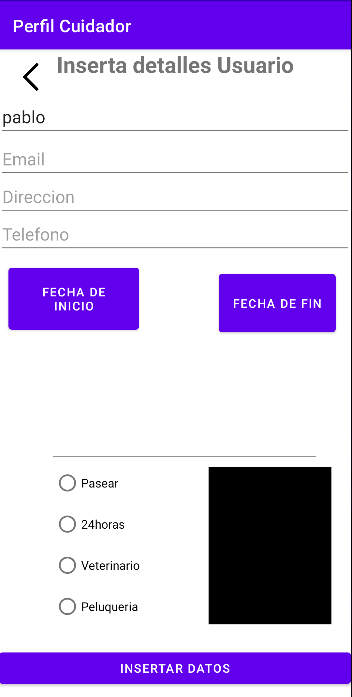 Perfil Cuidador
Inserta detalles Usuario
pablo
Email
Direccion
Telefono
FECHA DE
INICIO
FECHA DE FIN
Pasear
24horas
Veterinario
Peluqueria
INSERTAR DATOS